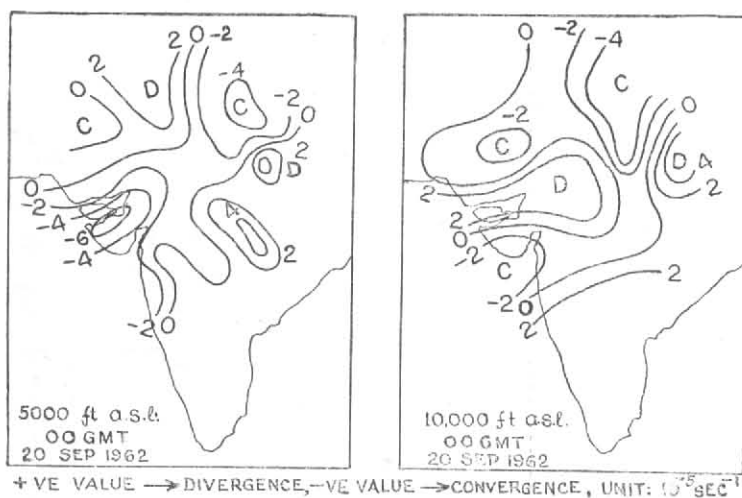 2 0 -2
2
0
D
-4
C
-2
C
0
2
0 D
0
-2
-4
-6
-4
4
2
-2 0
5000 ft a.s.l.
00 GMT
20 SEP 1962
0
-2 -4
C
0
-2
C
D 4
2
2
D
2
0
-2
C
-2
0
2
2
10,000 ft a.s.l.
00 GMT
20 SEP 1962
+VE VALUE → DIVERGENCE, -VE VALUE → CONVERGENCE, UNIT: 10⁻⁵ SEC⁻¹